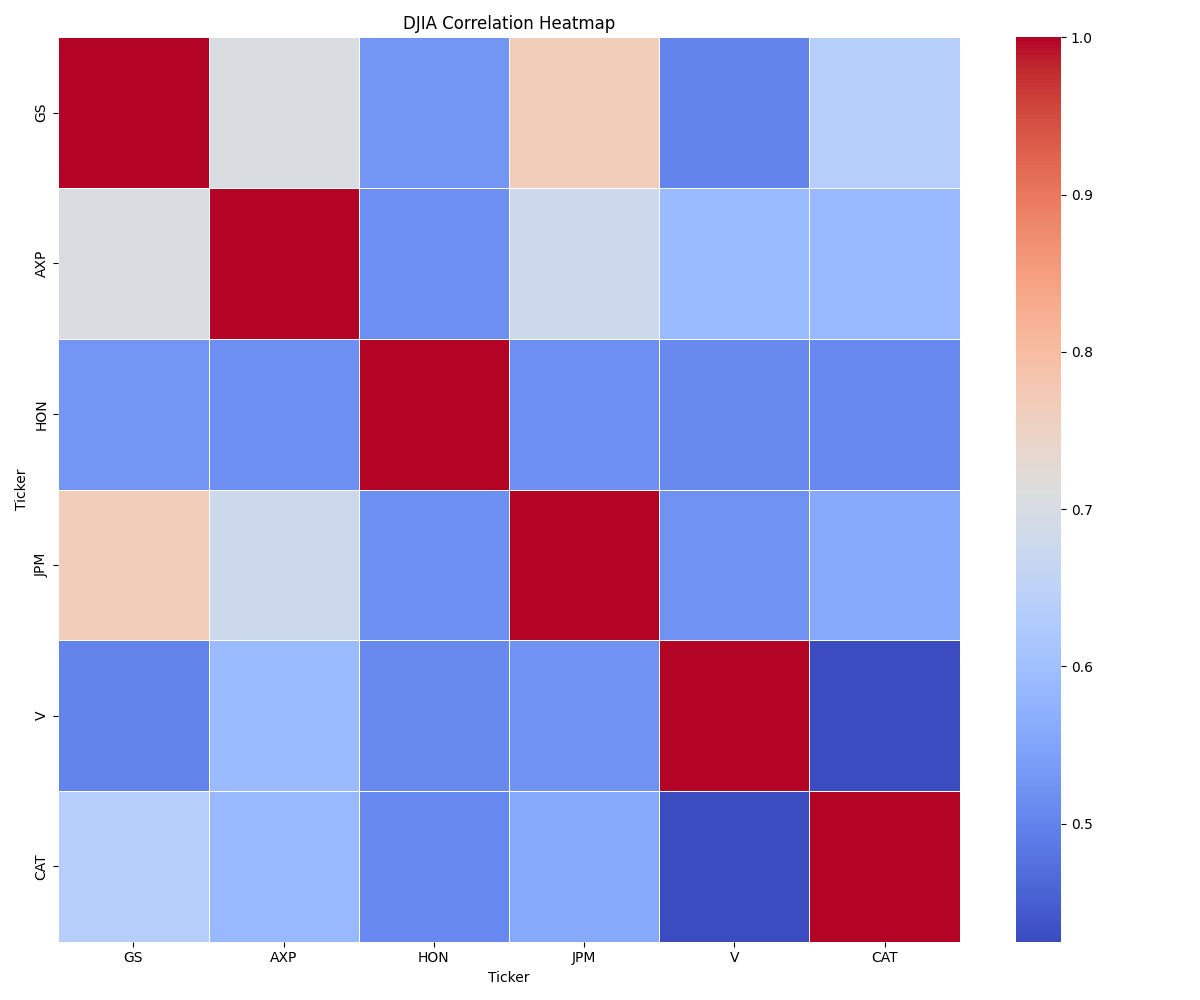 DJIA Correlation Heatmap
GS
AXP
HON
JPM
V
CAT
Ticker
GS AXP HON JPM V CAT
Ticker
1.0
0.9
0.8
0.7
0.6
0.5